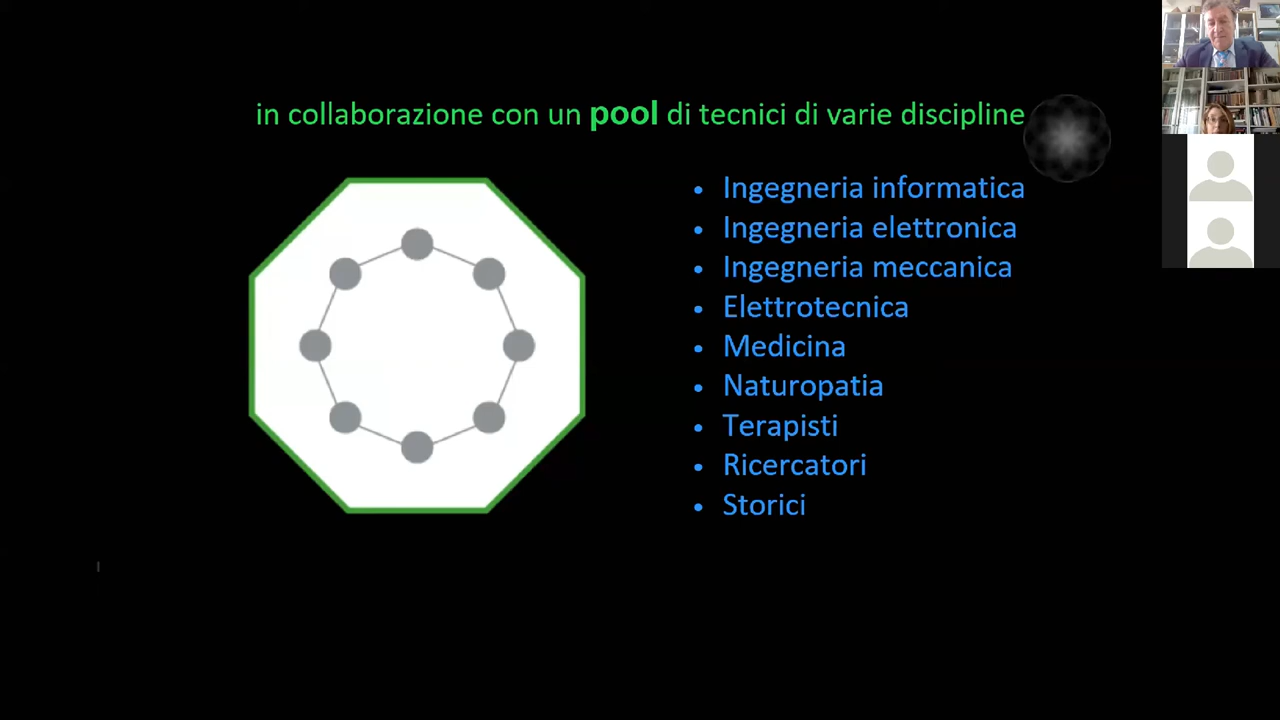 in collaborazione con un pool di tecnici di varie discipline
• Ingegneria informatica
• Ingegneria elettronica
• Ingegneria meccanica
• Elettrotecnica
• Medicina
• Naturopatia
• Terapisti
• Ricercatori
• Storici